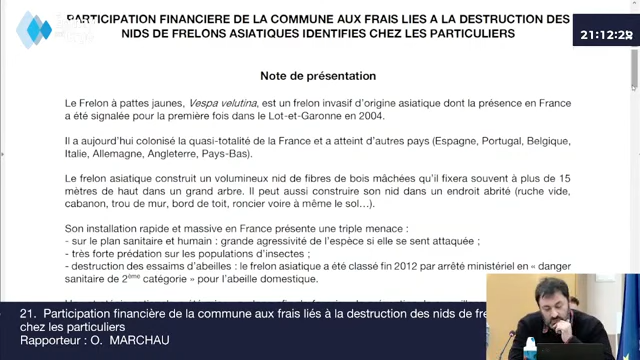 PARTICIPATION FINANCIERE DE LA COMMUNE AUX FRAIS LIES A LA DESTRUCTION DES
NIDS DE FRELONS ASIATIQUES IDENTIFIES CHEZ LES PARTICULIERS
21:12:29
Note de présentation
Le Frelon à pattes jaunes, Vespa velutina, est un frelon invasif d'origine asiatique dont la présence en France
a été signalée pour la première fois dans le Lot-et-Garonne en 2004.
Il a aujourd'hui colonisé la quasi-totalité de la France et a atteint d'autres pays (Espagne, Portugal, Belgique,
Italie, Allemagne, Angleterre, Pays-Bas).
Le frelon asiatique construit un volumineux nid de fibres de bois mâchées qu'il fixera souvent à plus de 15
mètres de haut dans un grand arbre. Il peut aussi construire son nid dans un endroit abrité (ruche vide,
cabanon, trou de mur, bord de toit, roncier voire à même le sol…).
Son installation rapide et massive en France présente une triple menace :
- sur le plan sanitaire et humain : grande agressivité de l'espèce si elle se sent attaquée ;
- très forte prédation sur les populations d'insectes ;
- destruction des essaims d'abeilles : le frelon asiatique a été classé fin 2012 par arrêté ministériel en « danger
sanitaire de 2ème catégorie » pour l'abeille domestique.
21. Participation financière de la commune aux frais liés à la destruction des nids de
chez les particuliers
Rapporteur : O. MARCHAU